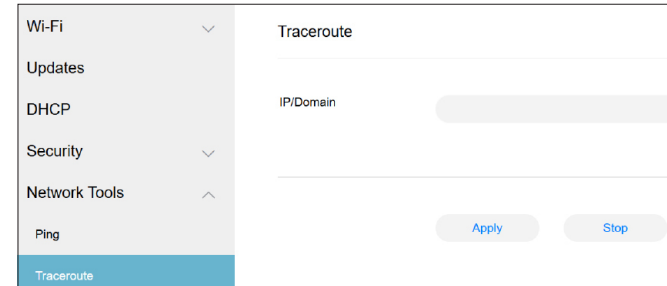 Wi-Fi
Updates
DHCP
Security
Network Tools
Ping
Traceroute
Traceroute
IP/Domain
Apply Stop